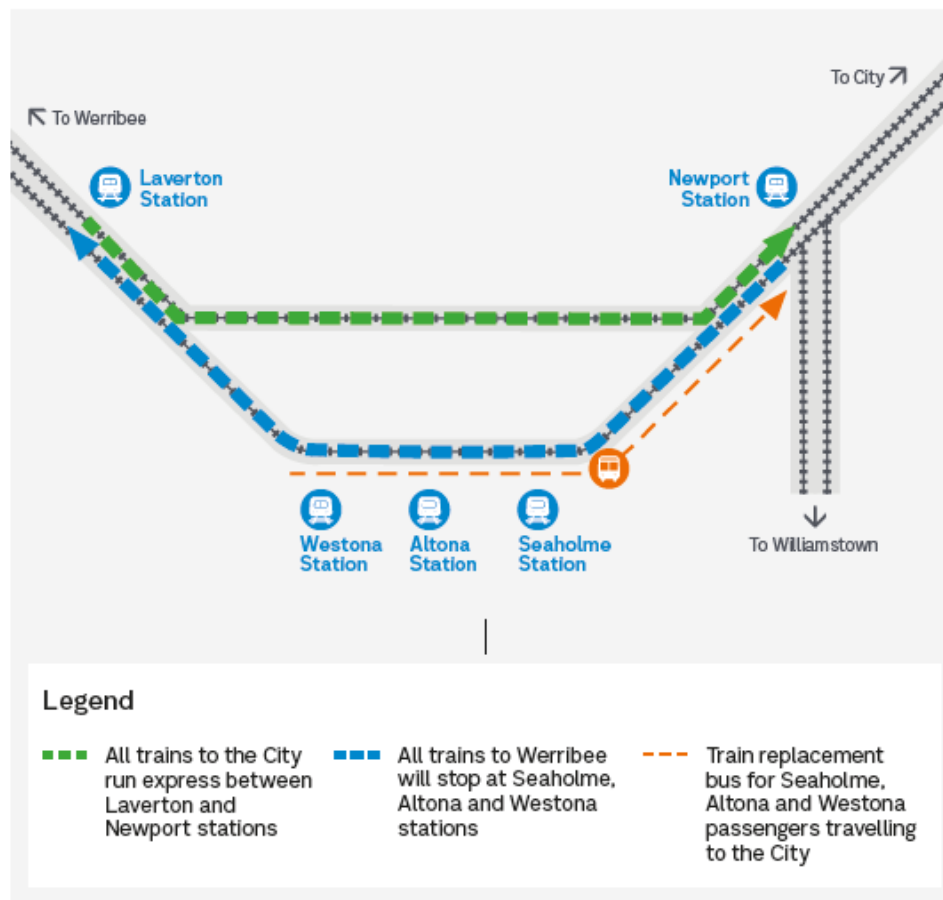 To City
To Werribee
Laverton
Station
Newport
Station
Westona
Station
Altona
Station
Seaholme
Station
To Williamstown
Legend
All trains to the City
run express between
Laverton and
Newport stations
All trains to Werribee
will stop at Seaholme,
Altona and Westona
stations
Train replacement
bus for Seaholme,
Altona and Westona
passengers travelling
to the City